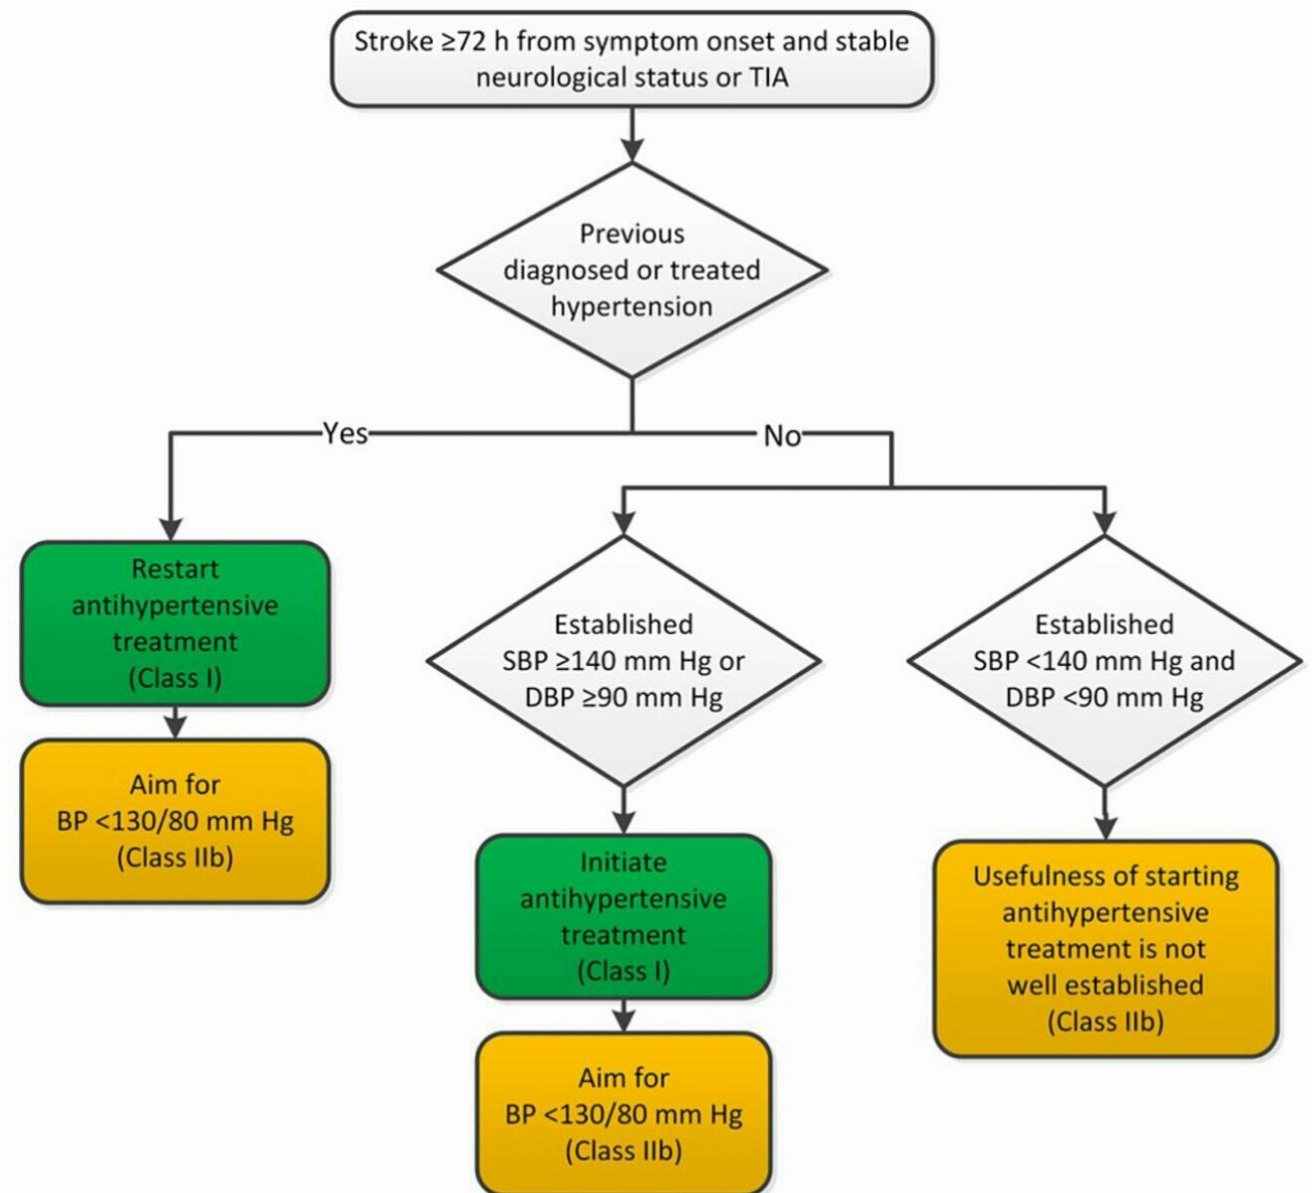 Stroke ≥72 h from symptom onset and stable
neurological status or TIA
Previous
diagnosed or treated
hypertension
Yes
No
Restart
antihypertensive
treatment
(Class I)
Aim for
BP <130/80 mm Hg
(Class IIb)
Established
SBP ≥140 mm Hg or
DBP ≥90 mm Hg
Initiate
antihypertensive
treatment
(Class I)
Aim for
BP <130/80 mm Hg
(Class IIb)
Established
SBP <140 mm Hg and
DBP <90 mm Hg
Usefulness of starting
antihypertensive
treatment is not
well established
(Class IIb)